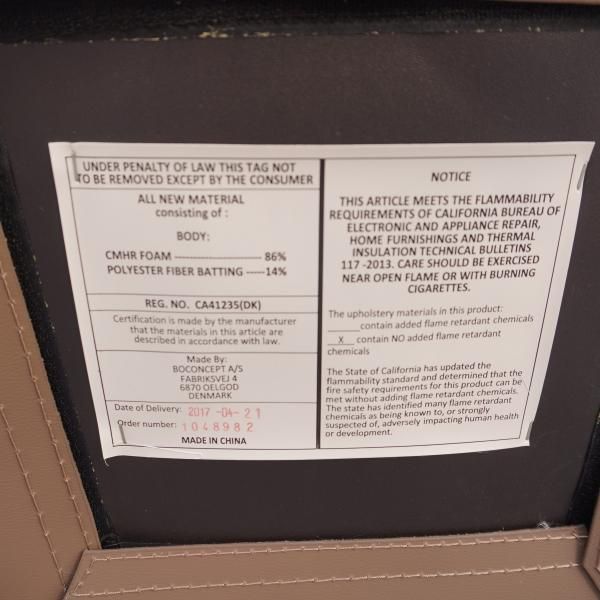 UNDER PENALTY OF LAW THIS TAG NOT
TO BE REMOVED EXCEPT BY THE CONSUMER
ALL NEW MATERIAL
consisting of :
BODY:
CMHR FOAM ---------------------------- 86%
POLYESTER FIBER BATTING -----14%
REG. NO. CA41235(DK)
Certification is made by the manufacturer
that the materials in this article are
described in accordance with law.
Made By:
BOCONCEPT A/S
FABRIKSVEJ 4
6870 OELGOD
DENMARK
Date of Delivery: 2017 -04- 21
Order number: 1048982
MADE IN CHINA
NOTICE
THIS ARTICLE MEETS THE FLAMMABILITY
REQUIREMENTS OF CALIFORNIA BUREAU OF
ELECTRONIC AND APPLIANCE REPAIR,
HOME FURNISHINGS AND THERMAL
INSULATION TECHNICAL BULLETINS
117 -2013. CARE SHOULD BE EXERCISED
NEAR OPEN FLAME OR WITH BURNING
CIGARETTES.
The upholstery materials in this product:
______contain added flame retardant chemicals
__X__ contain NO added flame retardant
chemicals
The State of California has updated the
flammability standard and determined that the
fire safety requirements for this product can be
met without adding flame retardant chemicals.
The state has identified many flame retardant
chemicals as being known to, or strongly
suspected of, adversely impacting human health
or development.